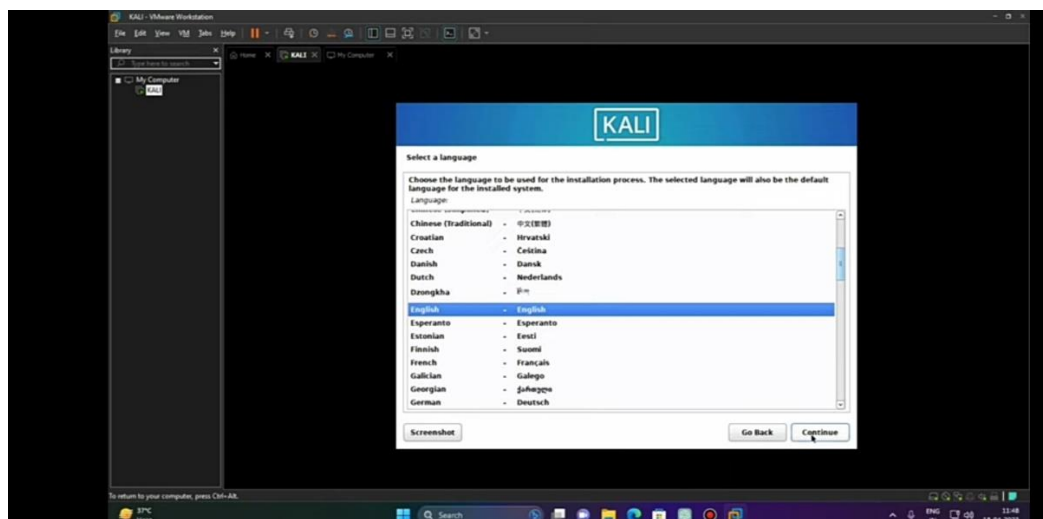 KALI - VMware Workstation
File Edit View VM Tabs Help
Library
Type here to search
Home
KALI
My Computer
My Computer
KALI
KALI
Select a language
Choose the language to be used for the installation process. The selected language will also be the default
language for the installed system.
Language:
Chinese (Traditional) - 中文(繁體)
Croatian - Hrvatski
Czech - Čeština
Danish - Dansk
Dutch - Nederlands
Dzongkha -
English - English
Esperanto - Esperanto
Estonian - Eesti
Finnish - Suomi
French - Français
Galician - Galego
Georgian - ქართული
German - Deutsch
Screenshot
Go Back
Continue
To return to your computer, press Ctrl+Alt.
37°C
Search
ENG
11:48